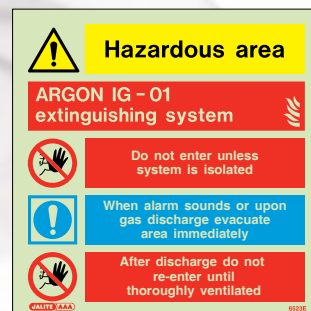 Hazardous area
ARGON IG-01
extinguishing system
Do not enter unless
system is isolated
When alarm sounds or upon
gas discharge evacuate
area immediately
After discharge do not
re-enter until
thoroughly ventilated
JALITE AAA
6523E